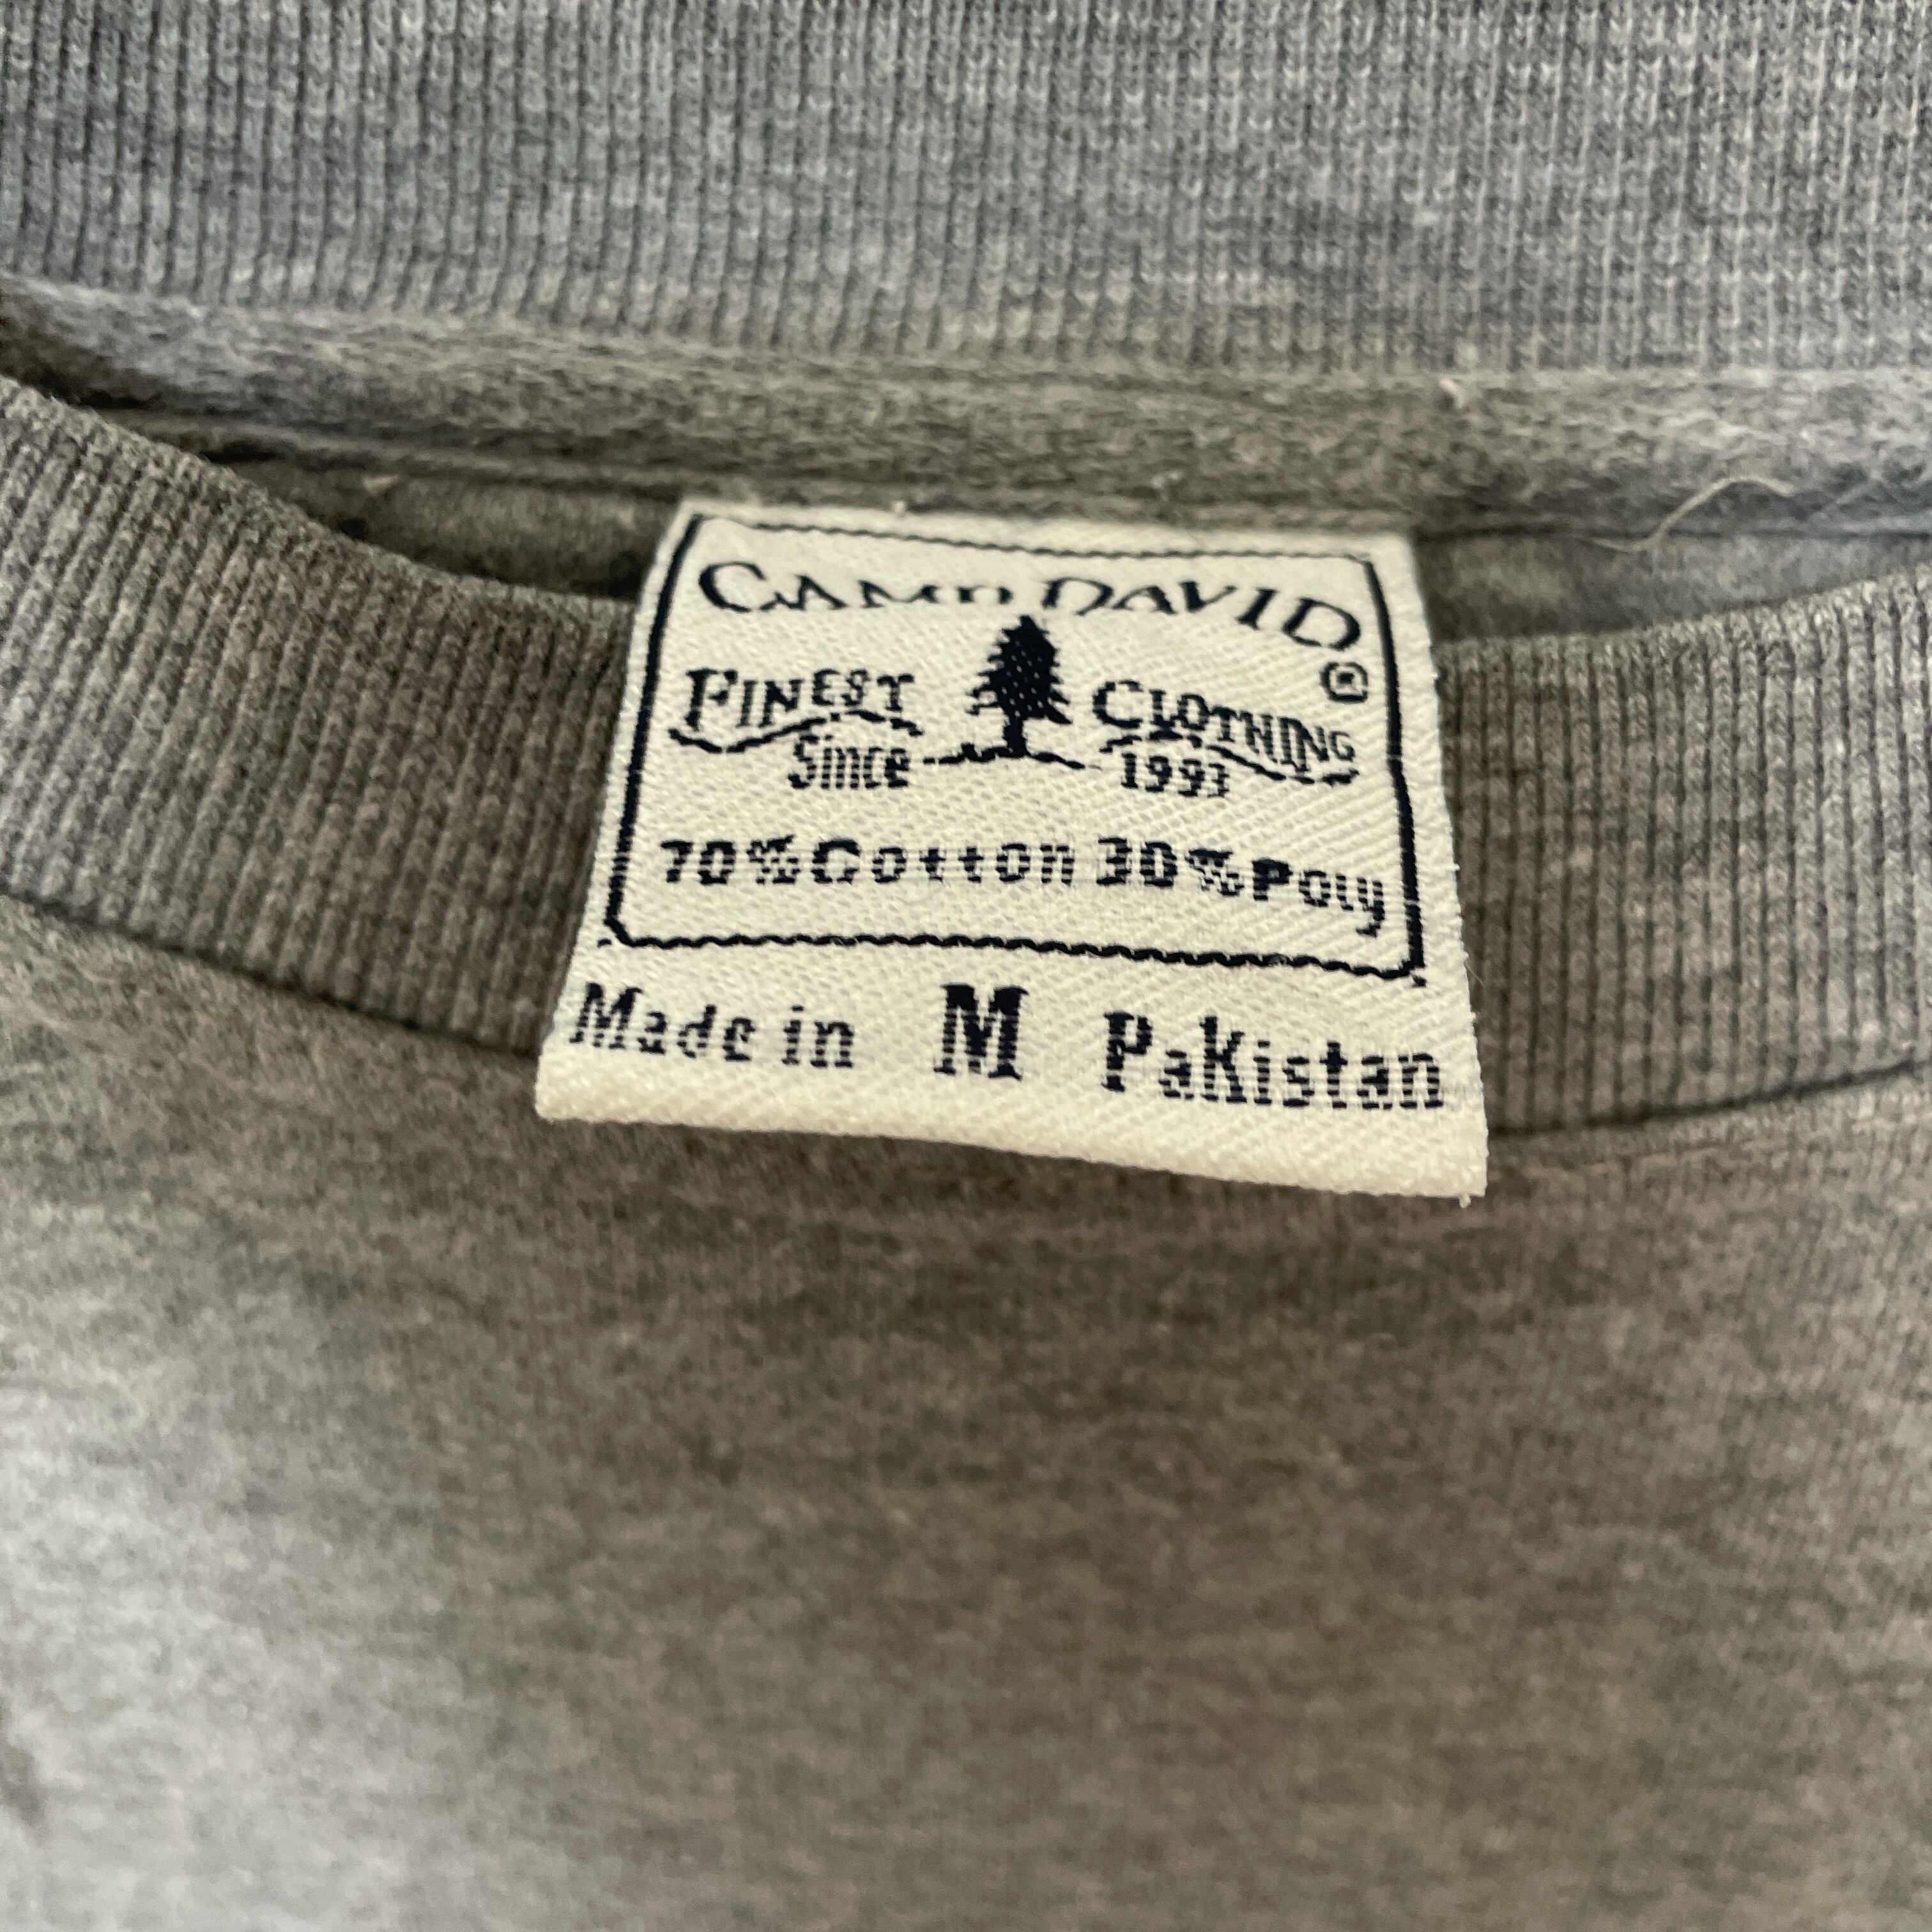 CAMP DAVID
FINEST CLOTHING ®
Since 1993
70% Cotton 30% Poly
Made in M Pakistan